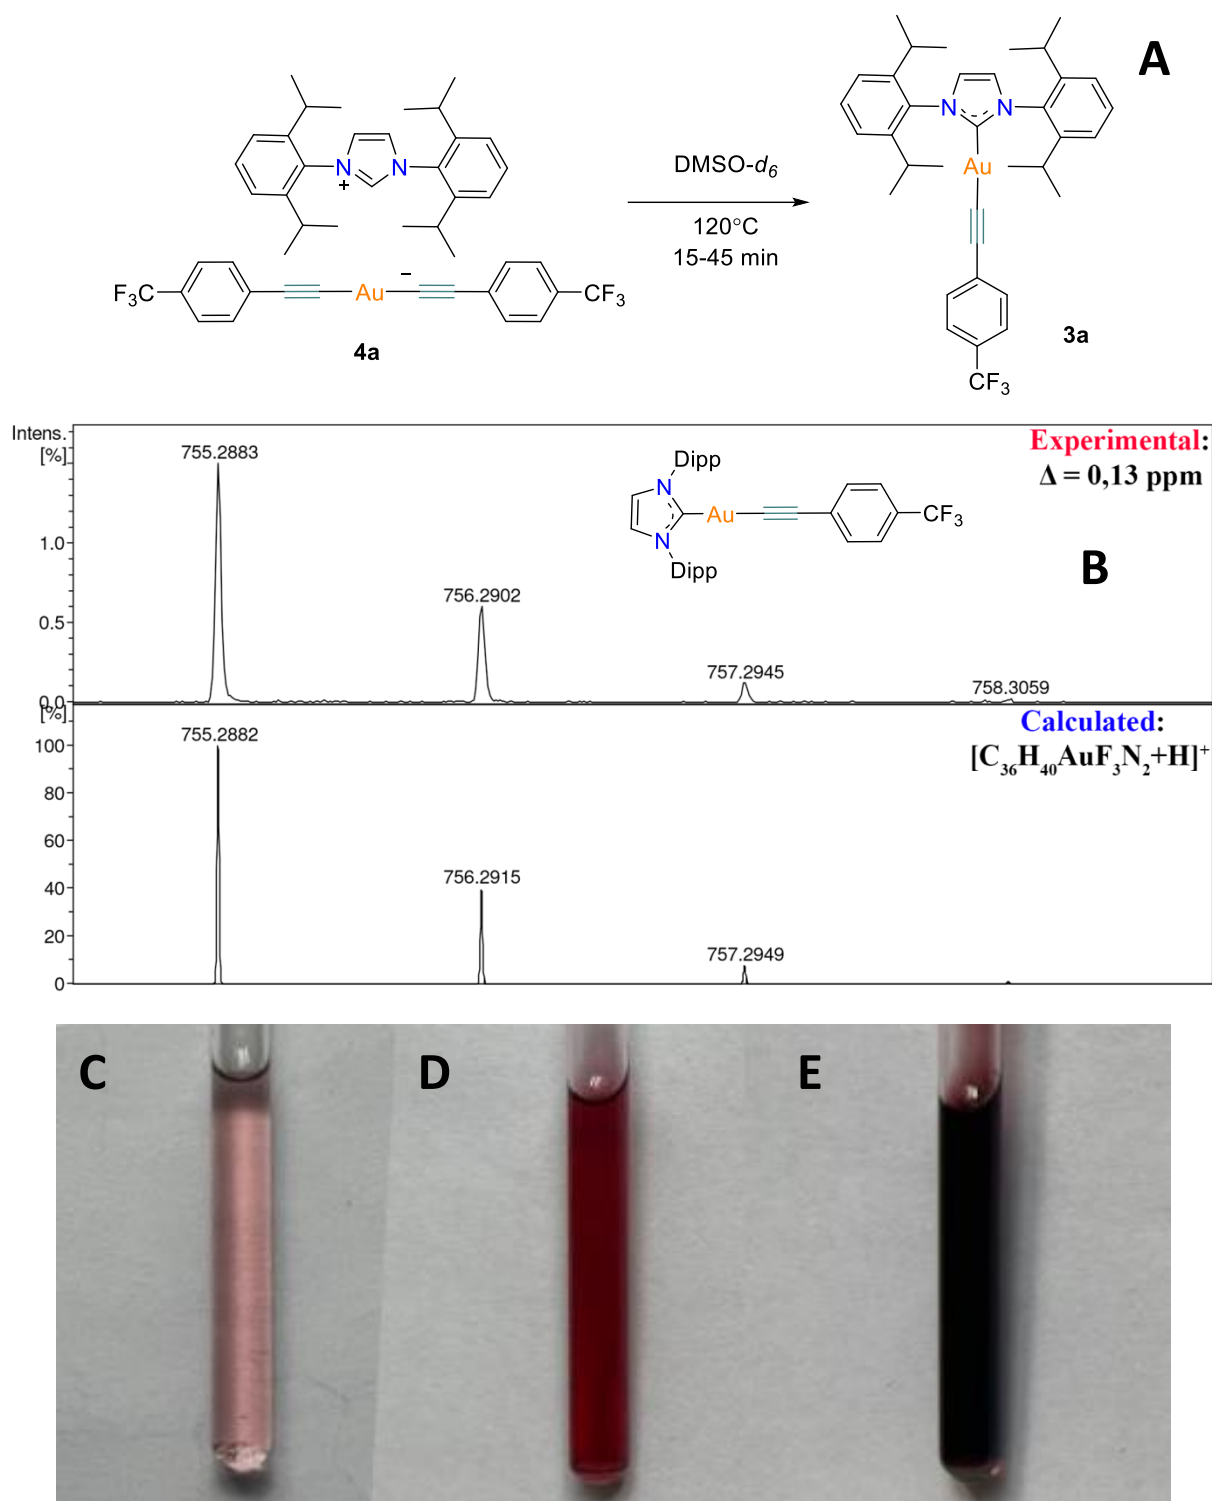 A
N
N
+
N
N
Au
DMSO-d6
120°C
15-45 min
F3C
Au
−
CF3
4a
3a
CF3
Intens.
[%]
755.2883
Experimental:
Δ = 0,13 ppm
Dipp
N
Au
CF3
N
Dipp
B
1.0
756.2902
0.5
757.2945
758.3059
0.0
[%]
755.2882
Calculated:
[C36H40AuF3N2+H]+
100
80
60
756.2915
40
20
757.2949
0
C
D
E